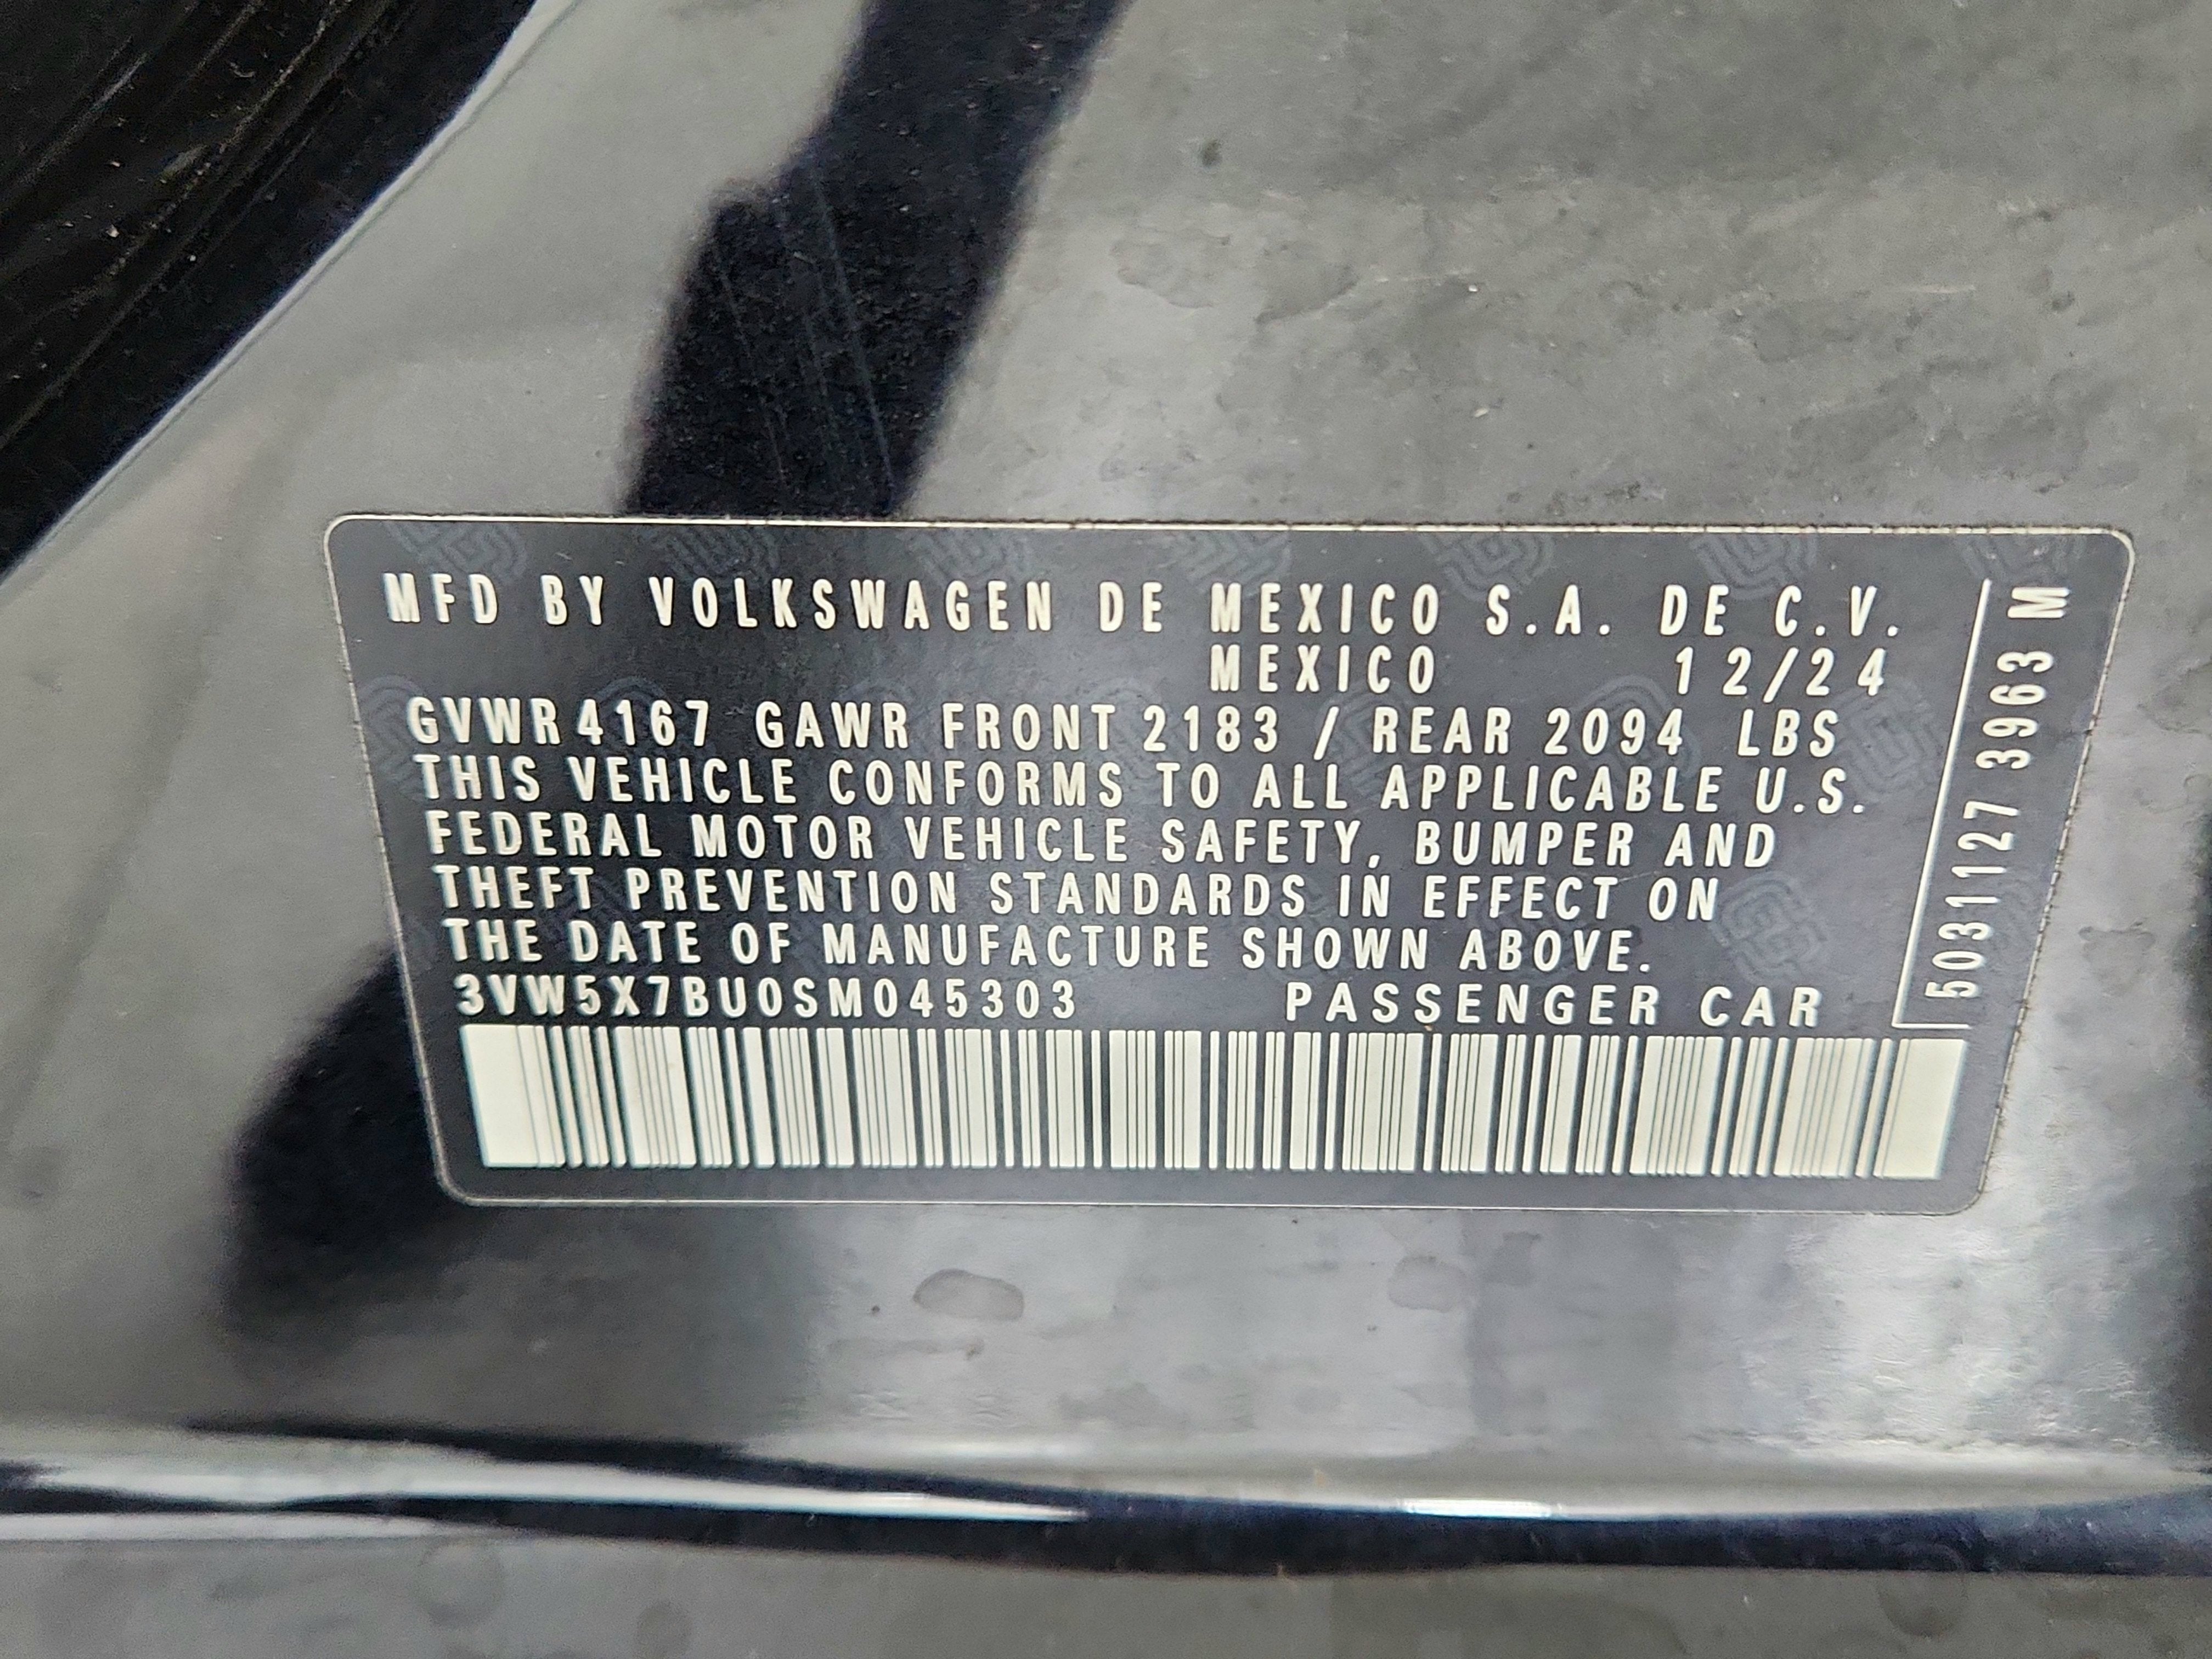 MFD BY VOLKSWAGEN DE MEXICO S.A. DE C.V.
MEXICO 12/24
GVWR 4167 GAWR FRONT 2183 / REAR 2094 LBS
THIS VEHICLE CONFORMS TO ALL APPLICABLE U.S.
FEDERAL MOTOR VEHICLE SAFETY, BUMPER AND
THEFT PREVENTION STANDARDS IN EFFECT ON
THE DATE OF MANUFACTURE SHOWN ABOVE.
3VW5X7BU0SM045303 PASSENGER CAR
5031127 3963 M